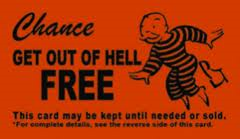 Chance
GET OUT OF HELL
FREE
This card may be kept until needed or sold.
*For complete details, see the reverse side of this card.